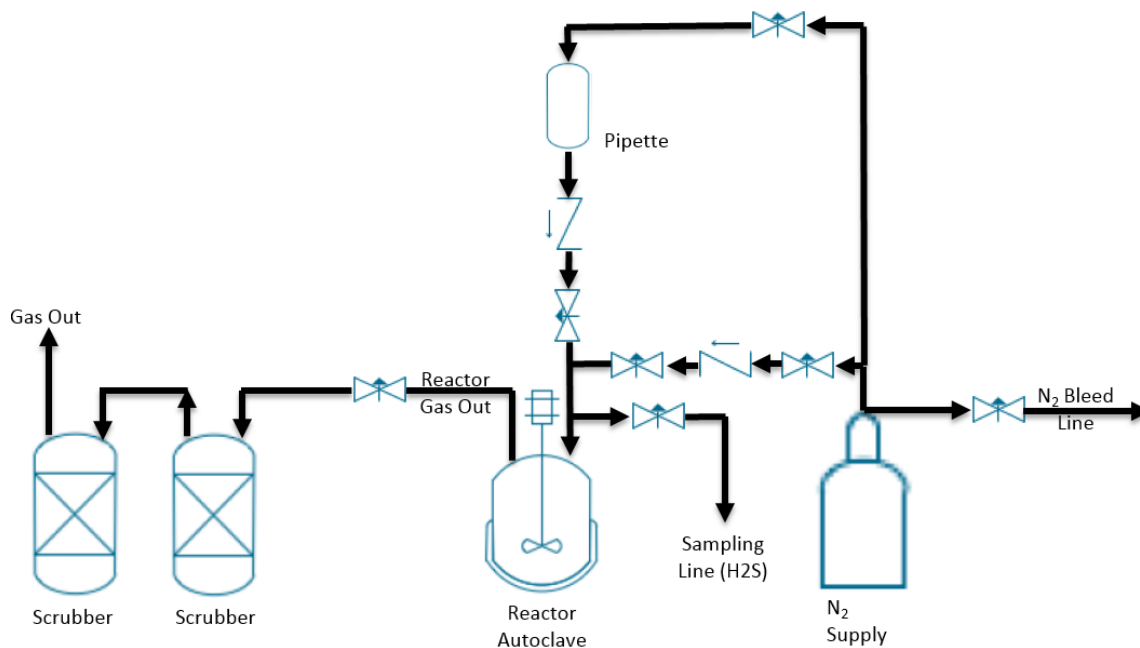 Pipette
Gas Out
Reactor
Gas Out
N₂ Bleed
Line
Sampling
Line (H2S)
Scrubber
Scrubber
Reactor
Autoclave
N₂
Supply